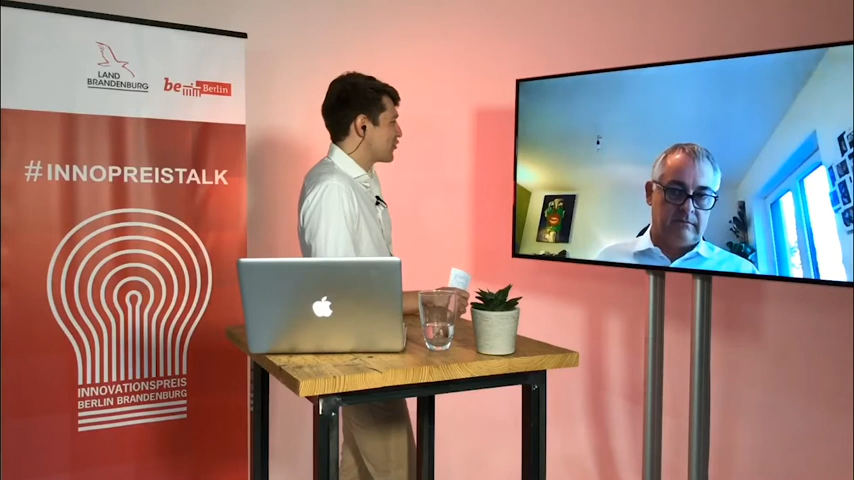 LAND
BRANDENBURG
be Berlin
#INNOPREISTALK
INNOVATIONSPREIS
BERLIN BRANDENBURG